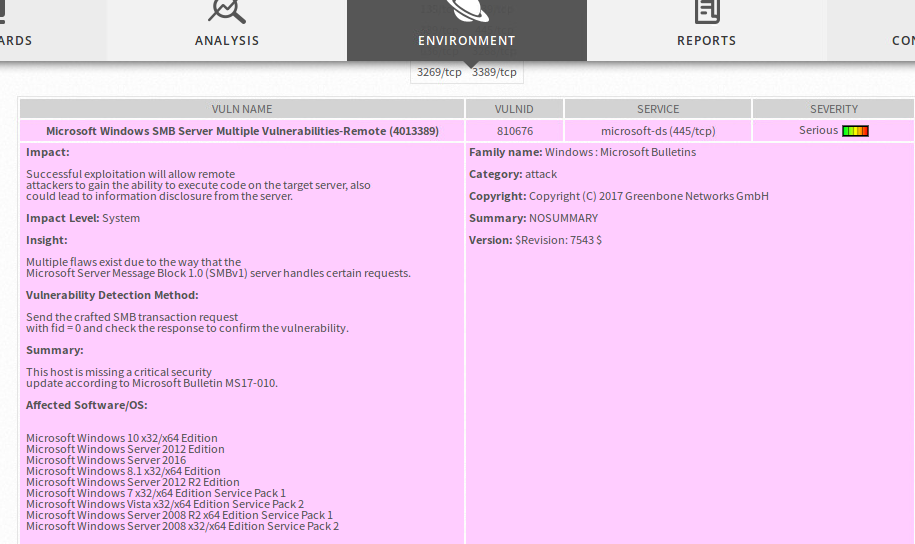 ARDS
ANALYSIS
ENVIRONMENT
REPORTS
CON
3269/tcp 3389/tcp
VULN NAME VULNID SERVICE SEVERITY
Microsoft Windows SMB Server Multiple Vulnerabilities-Remote (4013389) 810676 microsoft-ds (445/tcp) Serious
Impact:
Successful exploitation will allow remote
attackers to gain the ability to execute code on the target server, also
could lead to information disclosure from the server.
Impact Level: System
Insight:
Multiple flaws exist due to the way that the
Microsoft Server Message Block 1.0 (SMBv1) server handles certain requests.
Vulnerability Detection Method:
Send the crafted SMB transaction request
with fid = 0 and check the response to confirm the vulnerability.
Summary:
This host is missing a critical security
update according to Microsoft Bulletin MS17-010.
Affected Software/OS:
Microsoft Windows 10 x32/x64 Edition
Microsoft Windows Server 2012 Edition
Microsoft Windows Server 2016
Microsoft Windows 8.1 x32/x64 Edition
Microsoft Windows Server 2012 R2 Edition
Microsoft Windows 7 x32/x64 Edition Service Pack 1
Microsoft Windows Vista x32/x64 Edition Service Pack 2
Microsoft Windows Server 2008 R2 x64 Edition Service Pack 1
Microsoft Windows Server 2008 x32/x64 Edition Service Pack 2
Family name: Windows : Microsoft Bulletins
Category: attack
Copyright: Copyright (C) 2017 Greenbone Networks GmbH
Summary: NOSUMMARY
Version: $Revision: 7543 $